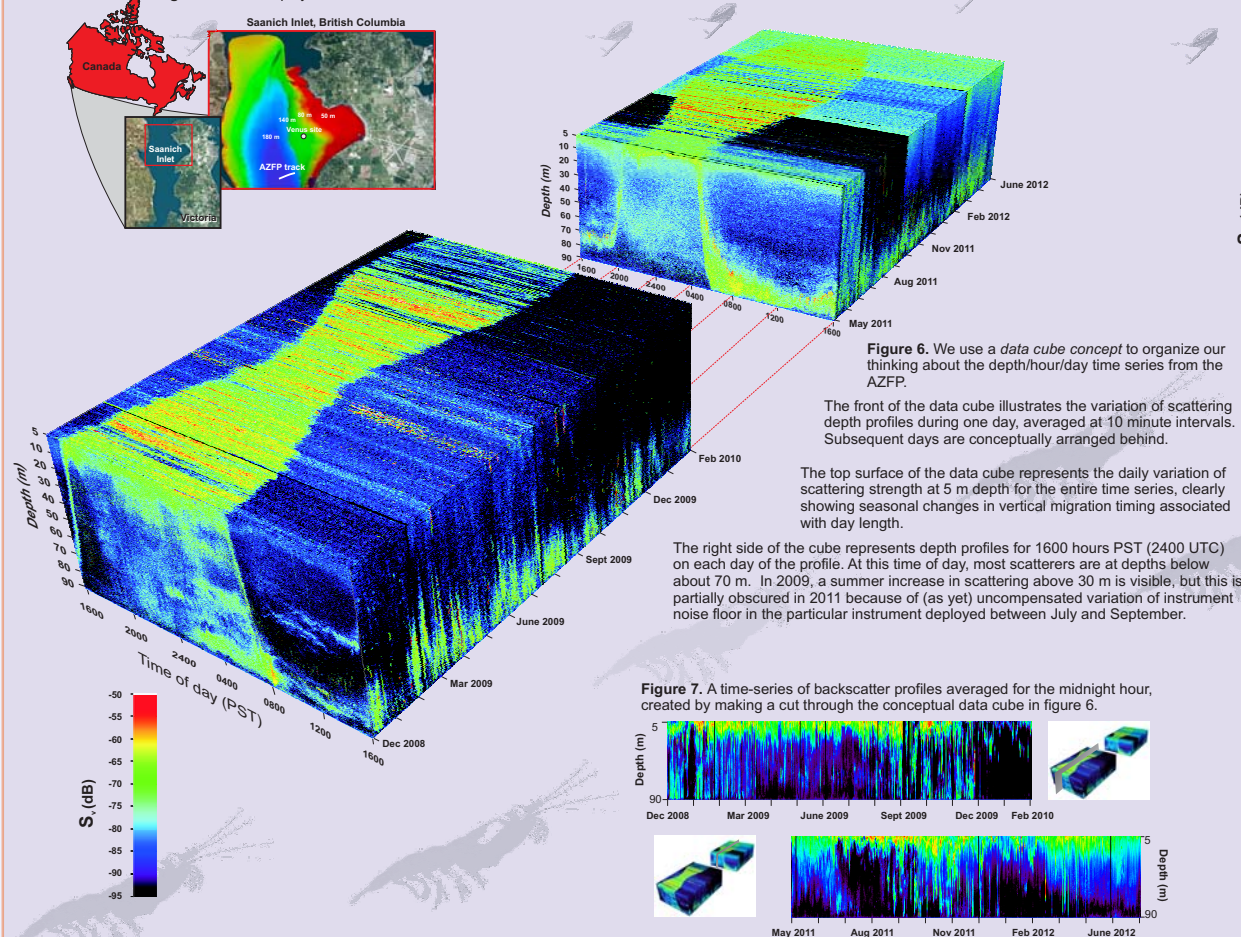 Saanich Inlet, British Columbia
Canada
140 m
80 m
50 m
180 m
Venus site
AZFP track
Saanich
Inlet
Victoria
5
10
20
30
40
50
60
70
80
90
Depth (m)
1600
2000
2400
0400
0800
1200
1600
May 2011
Aug 2011
Nov 2011
Feb 2012
June 2012
5
10
20
30
40
50
60
70
80
90
Depth (m)
1600
2000
2400
0400
0800
1200
1600
Time of day (PST)
Dec 2008
Mar 2009
June 2009
Sept 2009
Dec 2009
Feb 2010
Figure 6. We use a data cube concept to organize our
thinking about the depth/hour/day time series from the
AZFP.
The front of the data cube illustrates the variation of scattering
depth profiles during one day, averaged at 10 minute intervals.
Subsequent days are conceptually arranged behind.
The top surface of the data cube represents the daily variation of
scattering strength at 5 m depth for the entire time series, clearly
showing seasonal changes in vertical migration timing associated
with day length.
The right side of the cube represents depth profiles for 1600 hours PST (2400 UTC)
on each day of the profile. At this time of day, most scatterers are at depths below
about 70 m. In 2009, a summer increase in scattering above 30 m is visible, but this is
partially obscured in 2011 because of (as yet) uncompensated variation of instrument
noise floor in the particular instrument deployed between July and September.
-50
-55
-60
-65
-70
-75
-80
-85
-90
-95
Sv (dB)
Figure 7. A time-series of backscatter profiles averaged for the midnight hour,
created by making a cut through the conceptual data cube in figure 6.
5
90
Depth (m)
Dec 2008 Mar 2009 June 2009 Sept 2009 Dec 2009 Feb 2010
5
90
Depth (m)
May 2011 Aug 2011 Nov 2011 Feb 2012 June 2012